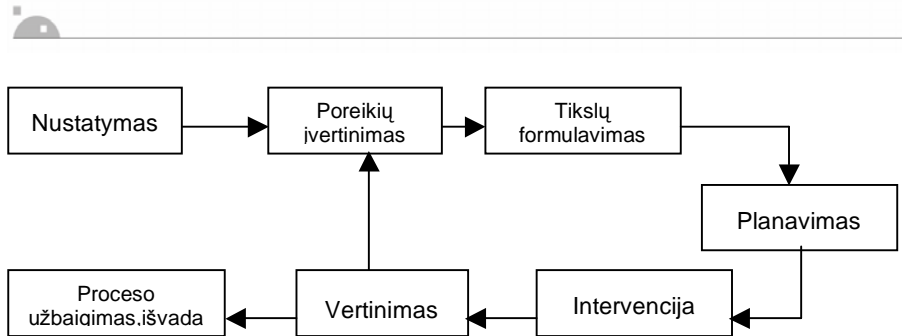 Nustatymas
Poreikių
įvertinimas
Tikslų
formulavimas
Planavimas
Intervencija
Vertinimas
Proceso
užbaigimas,išvada